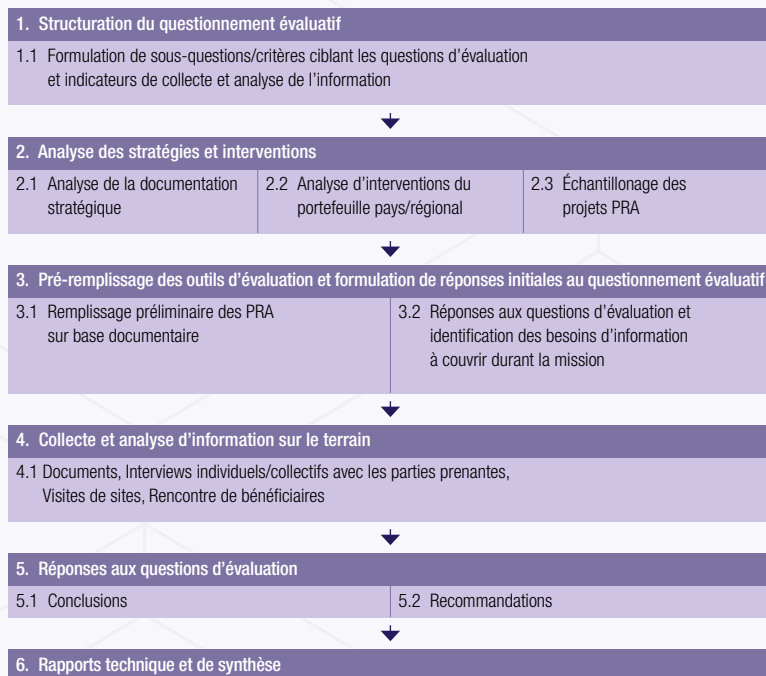 1. Structuration du questionnement évaluatif
1.1 Formulation de sous-questions/critères ciblant les questions d'évaluation
et indicateurs de collecte et analyse de l'information
2. Analyse des stratégies et interventions
2.1 Analyse de la documentation
stratégique
2.2 Analyse d'interventions du
portefeuille pays/régional
2.3 Échantillonage des
projets PRA
3. Pré-remplissage des outils d'évaluation et formulation de réponses initiales au questionnement évaluatif
3.1 Remplissage préliminaire des PRA
sur base documentaire
3.2 Réponses aux questions d'évaluation et
identification des besoins d'information
à couvrir durant la mission
4. Collecte et analyse d'information sur le terrain
4.1 Documents, Interviews individuels/collectifs avec les parties prenantes,
Visites de sites, Rencontre de bénéficiaires
5. Réponses aux questions d'évaluation
5.1 Conclusions
5.2 Recommandations
6. Rapports technique et de synthèse